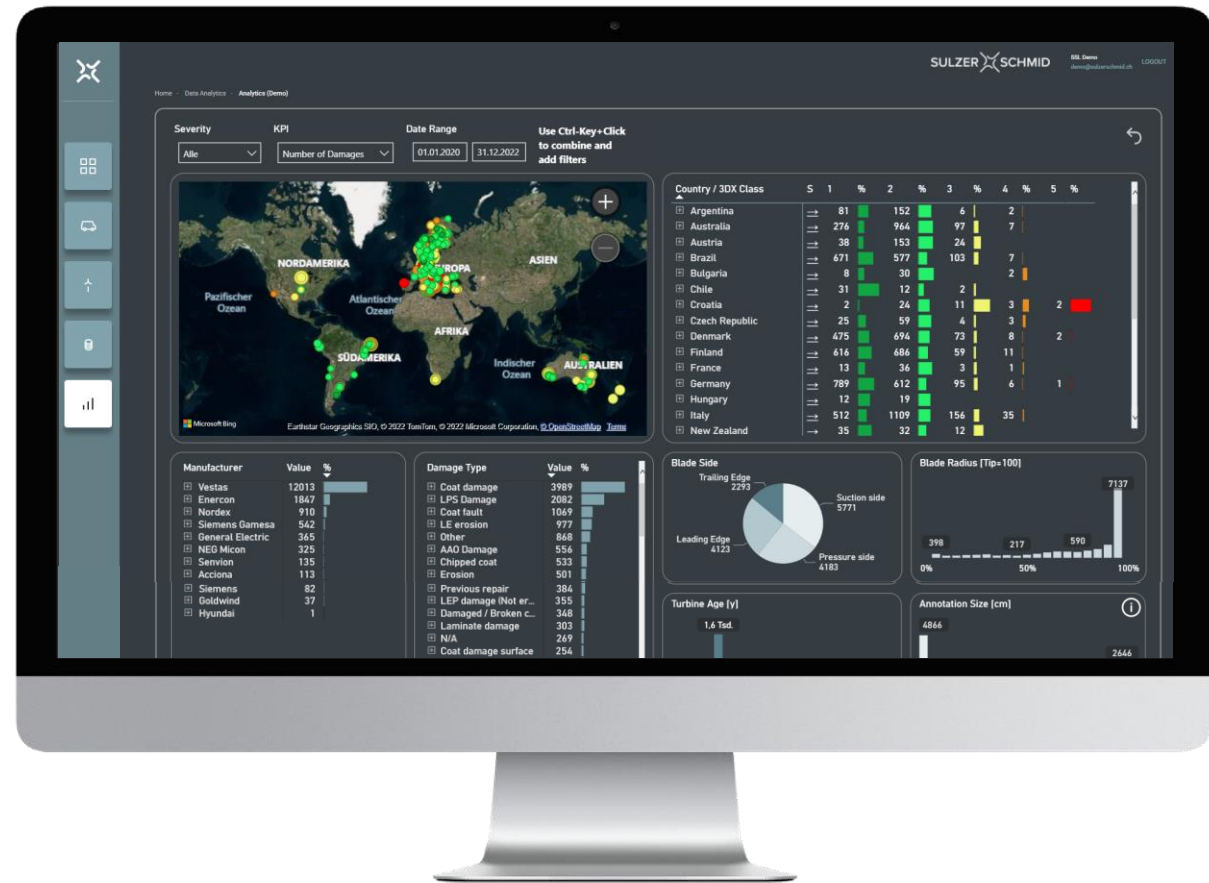 SULZER SCHMID
SSL Demo
demo@sulzerschmid.ch
LOGOUT
Home - Data Analytics - Analytics (Demo)
Severity KPI Date Range
Alle Number of Damages 01.01.2020 31.12.2022
Use Ctrl-Key+Click
to combine and
add filters
NORDAMERIKA
EUROPA
ASIEN
Pazifischer
Ozean
Atlantischer
Ozean
AFRIKA
SÜDAMERIKA
Indischer
Ozean
AUSTRALIEN
Microsoft Bing
Earthstar Geographics SIO, © 2022 TomTom, © 2022 Microsoft Corporation, © OpenStreetMap Terms
Country / 3DX Class S 1 % 2 % 3 % 4 % 5 %
Argentina 81 152 6 2
Australia 276 964 97 7
Austria 38 153 24
Brazil 671 577 103 7
Bulgaria 8 30 2
Chile 31 12 2
Croatia 2 24 11 3 2
Czech Republic 25 59 4 3
Denmark 475 694 73 8 2
Finland 616 686 59 11
France 13 36 3 1
Germany 789 612 95 6 1
Hungary 12 19
Italy 512 1109 156 35
New Zealand 35 32 12
Manufacturer Value %
Vestas 12013
Enercon 1847
Nordex 910
Siemens Gamesa 542
General Electric 365
NEG Micon 325
Senvion 135
Acciona 113
Siemens 82
Goldwind 37
Hyundai 1
Damage Type Value %
Coat damage 3989
LPS Damage 2082
Coat fault 1069
LE erosion 977
Other 868
AAO Damage 556
Chipped coat 533
Erosion 501
Previous repair 384
LEP damage (Not er... 355
Damaged / Broken c... 348
Laminate damage 303
N/A 269
Coat damage surface 254
Blade Side
Trailing Edge
2293
Suction side
5771
Leading Edge
4123
Pressure side
4183
Blade Radius [Tip=100]
7137
398 217 590
0% 50% 100%
Turbine Age [y]
1,6 Tsd.
Annotation Size [cm]
4866
2646